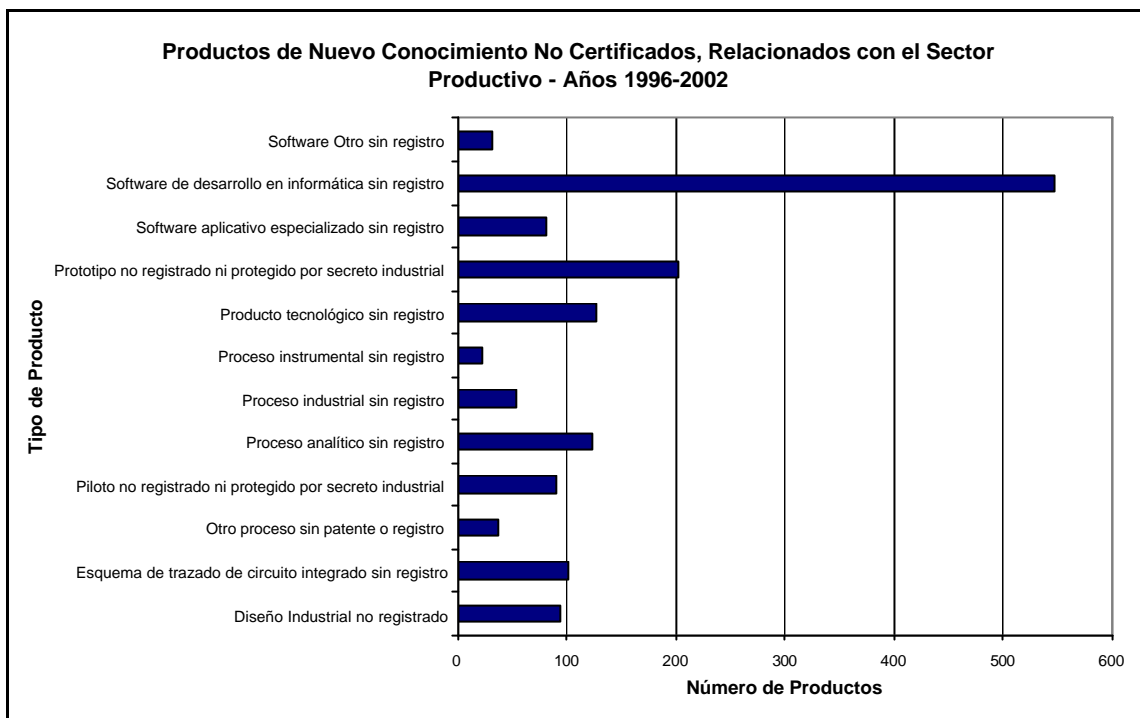 Productos de Nuevo Conocimiento No Certificados, Relacionados con el Sector
Productivo - Años 1996-2002
Tipo de Producto
Software Otro sin registro
Software de desarrollo en informática sin registro
Software aplicativo especializado sin registro
Prototipo no registrado ni protegido por secreto industrial
Producto tecnológico sin registro
Proceso instrumental sin registro
Proceso industrial sin registro
Proceso analítico sin registro
Piloto no registrado ni protegido por secreto industrial
Otro proceso sin patente o registro
Esquema de trazado de circuito integrado sin registro
Diseño Industrial no registrado
0 100 200 300 400 500 600
Número de Productos